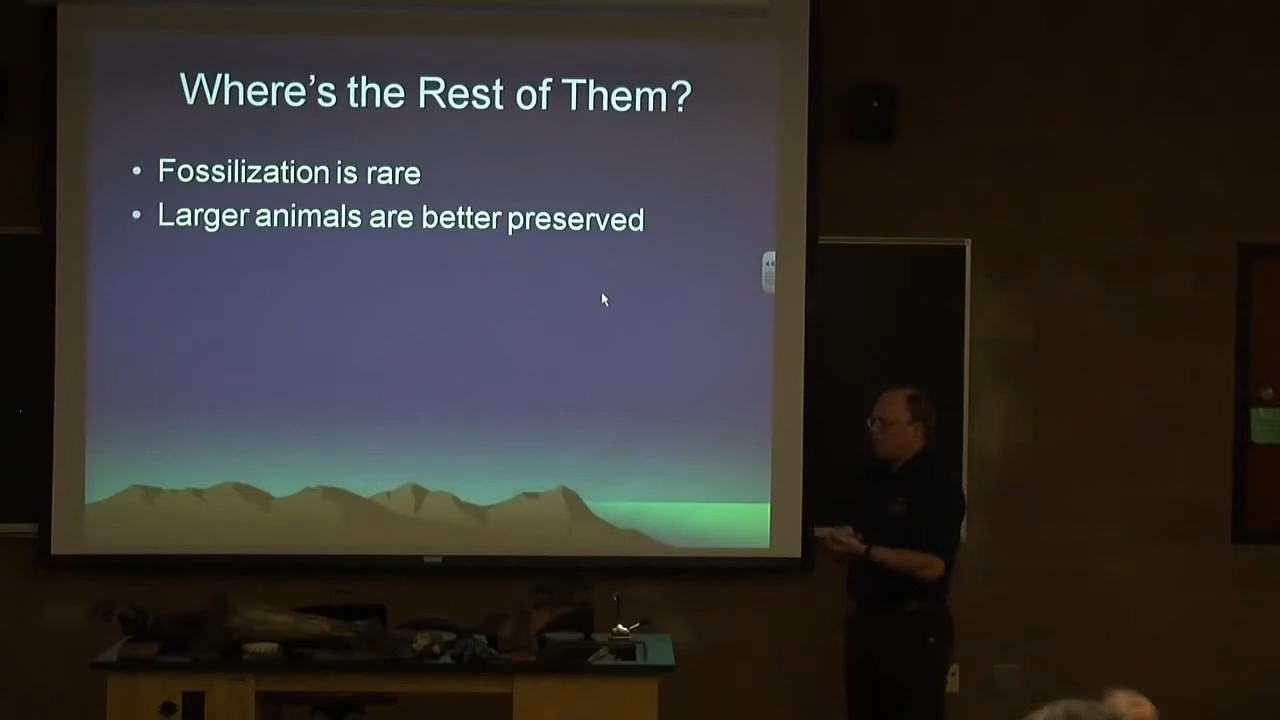 Where's the Rest of Them?
• Fossilization is rare
• Larger animals are better preserved